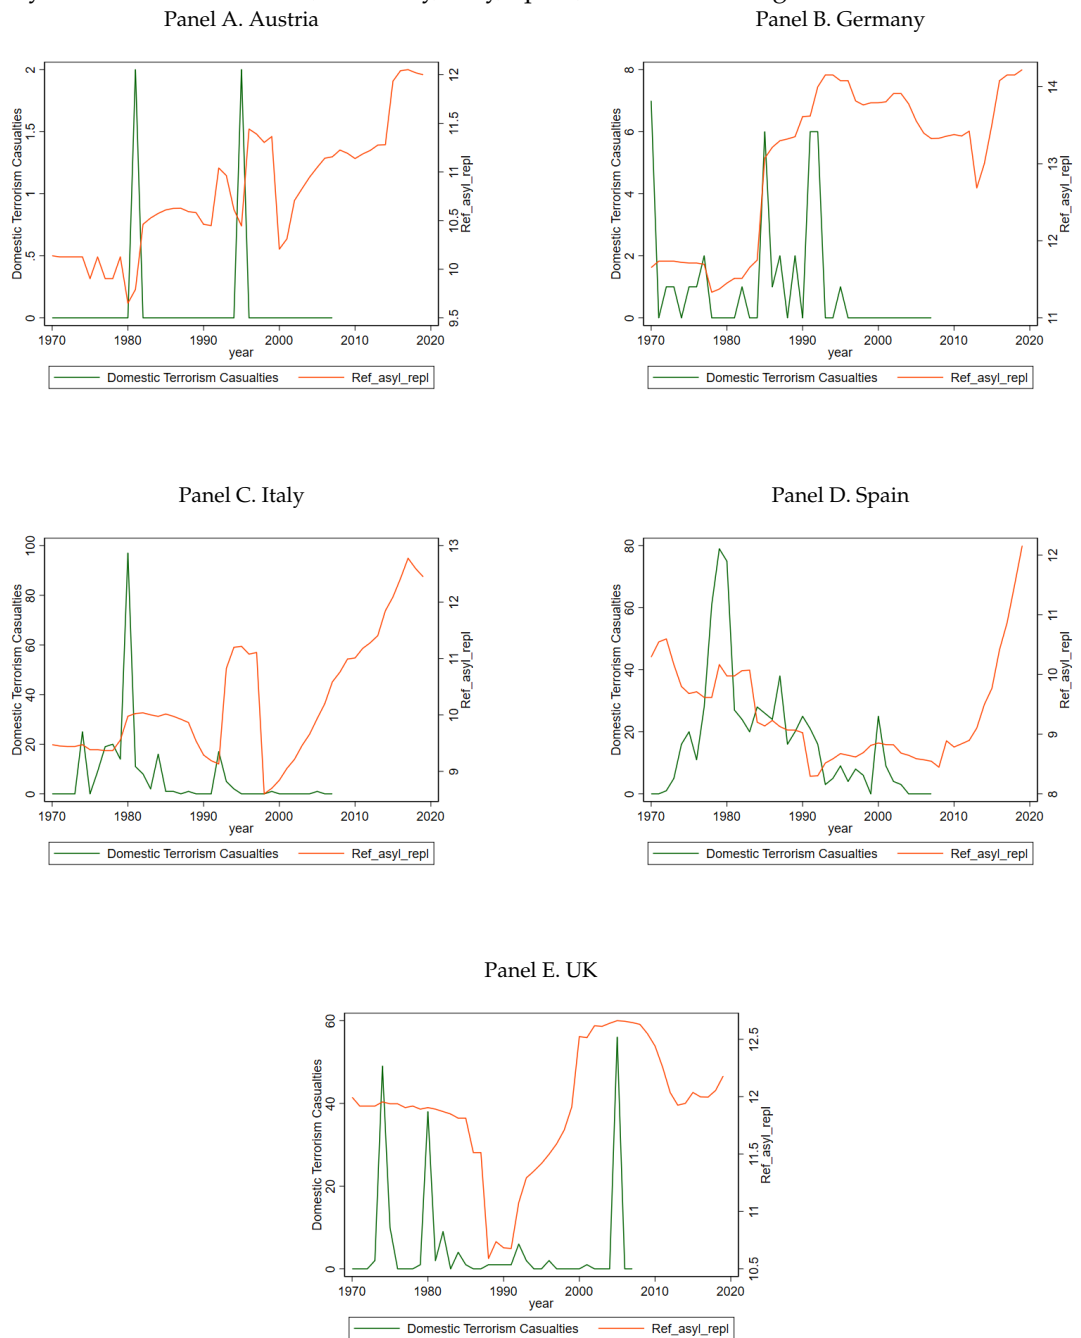 Panel A. Austria
Domestic Terrorism Casualties
0 .5 1 1.5 2
9.5 10 10.5 11 11.5 12
Ref_asyl_repl
1970 1980 1990 2000 2010 2020
year
Domestic Terrorism Casualties Ref_asyl_repl
Panel B. Germany
Domestic Terrorism Casualties
0 2 4 6 8
11 12 13 14
Ref_asyl_repl
1970 1980 1990 2000 2010 2020
year
Domestic Terrorism Casualties Ref_asyl_repl
Panel C. Italy
Domestic Terrorism Casualties
0 20 40 60 80 100
9 10 11 12 13
Ref_asyl_repl
1970 1980 1990 2000 2010 2020
year
Domestic Terrorism Casualties Ref_asyl_repl
Panel D. Spain
Domestic Terrorism Casualties
0 20 40 60 80
8 9 10 11 12
Ref_asyl_repl
1970 1980 1990 2000 2010 2020
year
Domestic Terrorism Casualties Ref_asyl_repl
Panel E. UK
Domestic Terrorism Casualties
0 20 40 60
10.5 11 11.5 12 12.5
Ref_asyl_repl
1970 1980 1990 2000 2010 2020
year
Domestic Terrorism Casualties Ref_asyl_repl